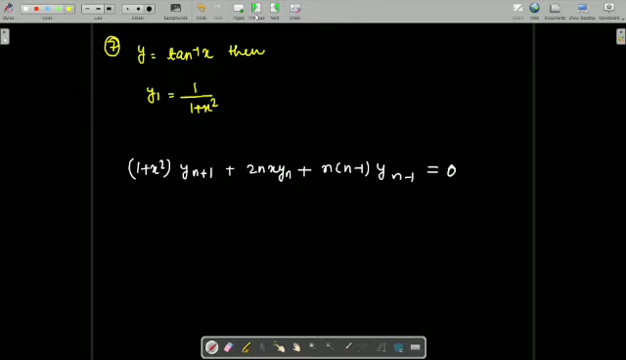 ⑦ y = tan⁻¹x then
y₁ = 1/(1+x²)
(1+x²) yₙ₊₁ + 2nxyₙ + n(n-1) yₙ₋₁ = 0